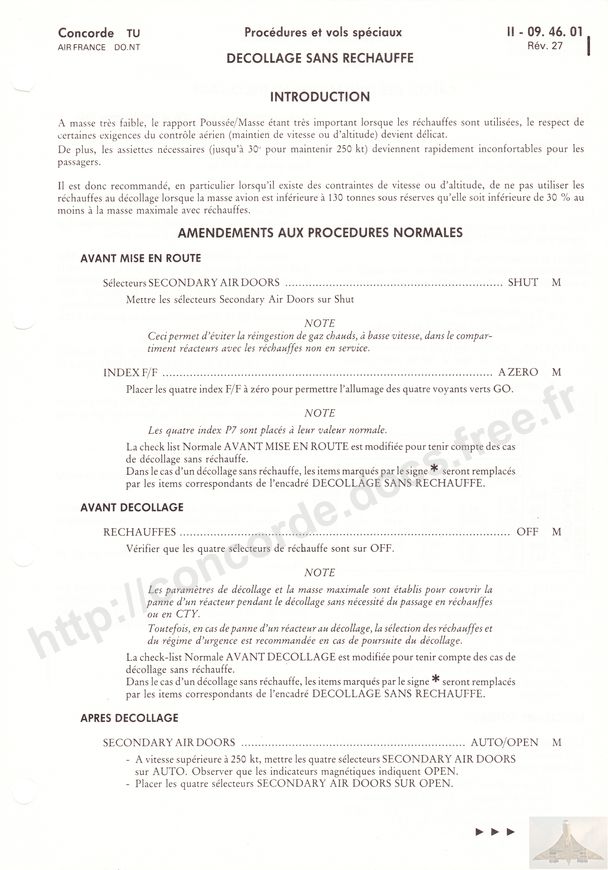 Concorde TU
Procédures et vols spéciaux
II - 09. 46. 01
AIR FRANCE DO.NT
Rév. 27
DECOLLAGE SANS RECHAUFFE
INTRODUCTION
A masse très faible, le rapport Poussée/Masse étant très important lorsque les réchauffes sont utilisées, le respect de
certaines exigences du contrôle aérien (maintien de vitesse ou d'altitude) devient délicat.
De plus, les assiettes nécessaires (jusqu'à 30° pour maintenir 250 kt) deviennent rapidement inconfortables pour les
passagers.
Il est donc recommandé, en particulier lorsqu'il existe des contraintes de vitesse ou d'altitude, de ne pas utiliser les
réchauffes au décollage lorsque la masse avion est inférieure à 130 tonnes sous réserves qu'elle soit inférieure de 30 % au
moins à la masse maximale avec réchauffes.
AMENDEMENTS AUX PROCEDURES NORMALES
AVANT MISE EN ROUTE
Sélecteurs SECONDARY AIR DOORS ........ SHUT M
Mettre les sélecteurs Secondary Air Doors sur Shut
NOTE
Ceci permet d'éviter la réingestion de gaz chauds, à basse vitesse, dans le compar-
timent réacteurs avec les réchauffes non en service.
INDEX F/F ........ A ZERO M
Placer les quatre index F/F à zéro pour permettre l'allumage des quatre voyants verts GO.
NOTE
Les quatre index P7 sont placés à leur valeur normale.
La check list Normale AVANT MISE EN ROUTE est modifiée pour tenir compte des cas
de décollage sans réchauffe.
Dans le cas d'un décollage sans réchauffe, les items marqués par le signe * seront remplacés
par les items correspondants de l'encadré DECOLLAGE SANS RECHAUFFE.
AVANT DECOLLAGE
RECHAUFFES ........ OFF M
Vérifier que les quatre sélecteurs de réchauffe sont sur OFF.
NOTE
Les paramètres de décollage et la masse maximale sont établis pour couvrir la
panne d'un réacteur pendant le décollage sans nécessité du passage en réchauffes
ou en CTY.
Toutefois, en cas de panne d'un réacteur au décollage, la sélection des réchauffes et
du régime d'urgence est recommandée en cas de poursuite du décollage.
La check-list Normale AVANT DECOLLAGE est modifiée pour tenir compte des cas de
décollage sans réchauffe.
Dans le cas d'un décollage sans réchauffe, les items marqués par le signe * seront remplacés
par les items correspondants de l'encadré DECOLLAGE SANS RECHAUFFE.
APRES DECOLLAGE
SECONDARY AIR DOORS ........ AUTO/OPEN M
- A vitesse supérieure à 250 kt, mettre les quatre sélecteurs SECONDARY AIR DOORS
sur AUTO. Observer que les indicateurs magnétiques indiquent OPEN.
- Placer les quatre sélecteurs SECONDARY AIR DOORS SUR OPEN.
http://concorde.docs.free.fr